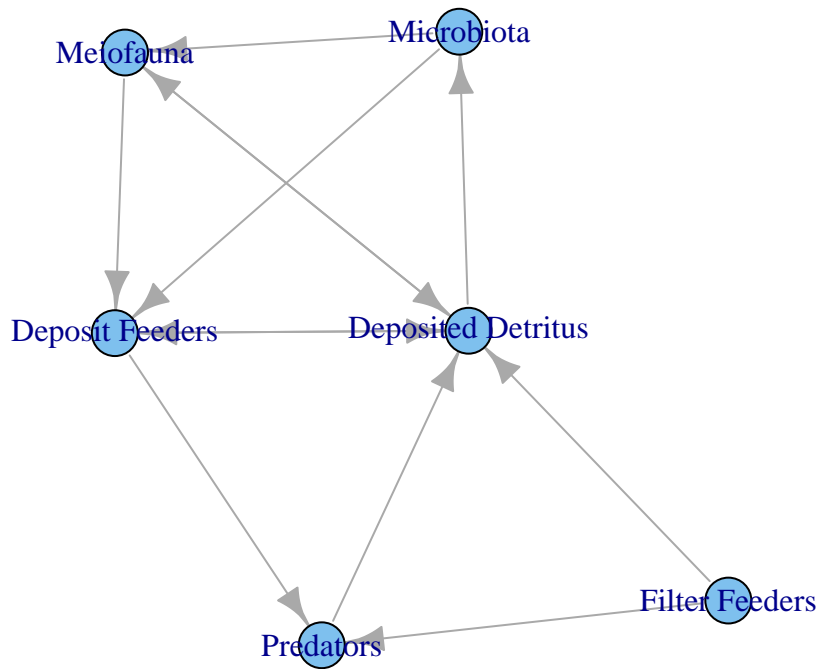 Microbiota
Meiofauna
Deposit Feeders
Deposited Detritus
Filter Feeders
Predators